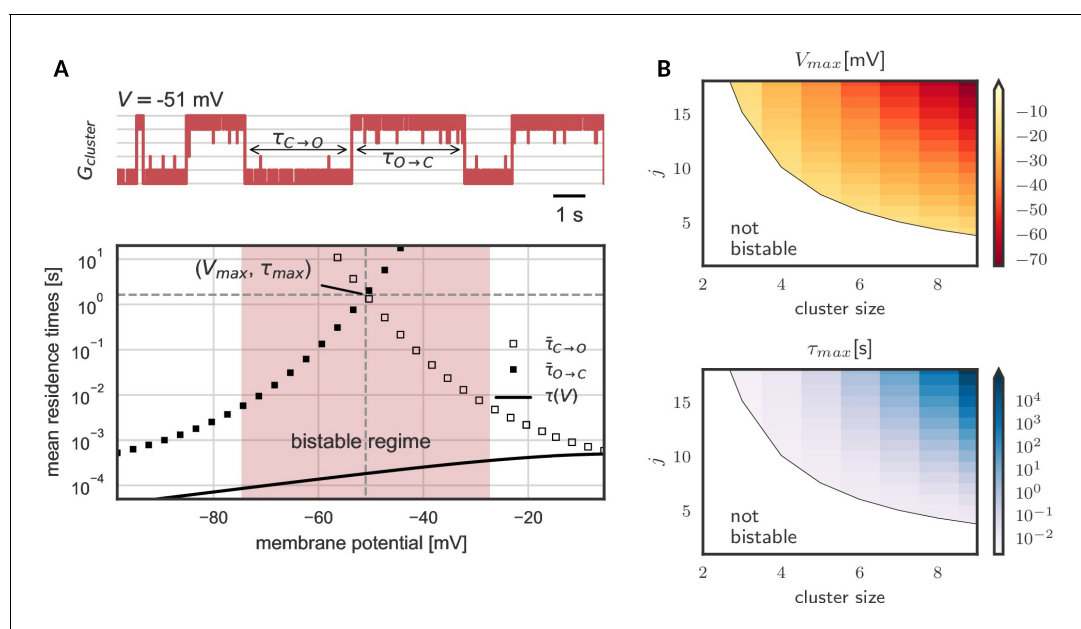 A
V = -51 mV
G_cluster
τ_C→O
τ_O→C
1 s
mean residence times [s]
10^1
10^0
10^−1
10^−2
10^−3
10^−4
(V_max, τ_max)
τ̄_C→O
τ̄_O→C
τ(V)
bistable regime
−80 −60 −40 −20
membrane potential [mV]
B
V_max [mV]
j
15
10
5
not
bistable
2 4 6 8
cluster size
−10
−20
−30
−40
−50
−60
−70
τ_max [s]
j
15
10
5
not
bistable
2 4 6 8
cluster size
10^4
10^3
10^2
10^1
10^0
10^−1
10^−2